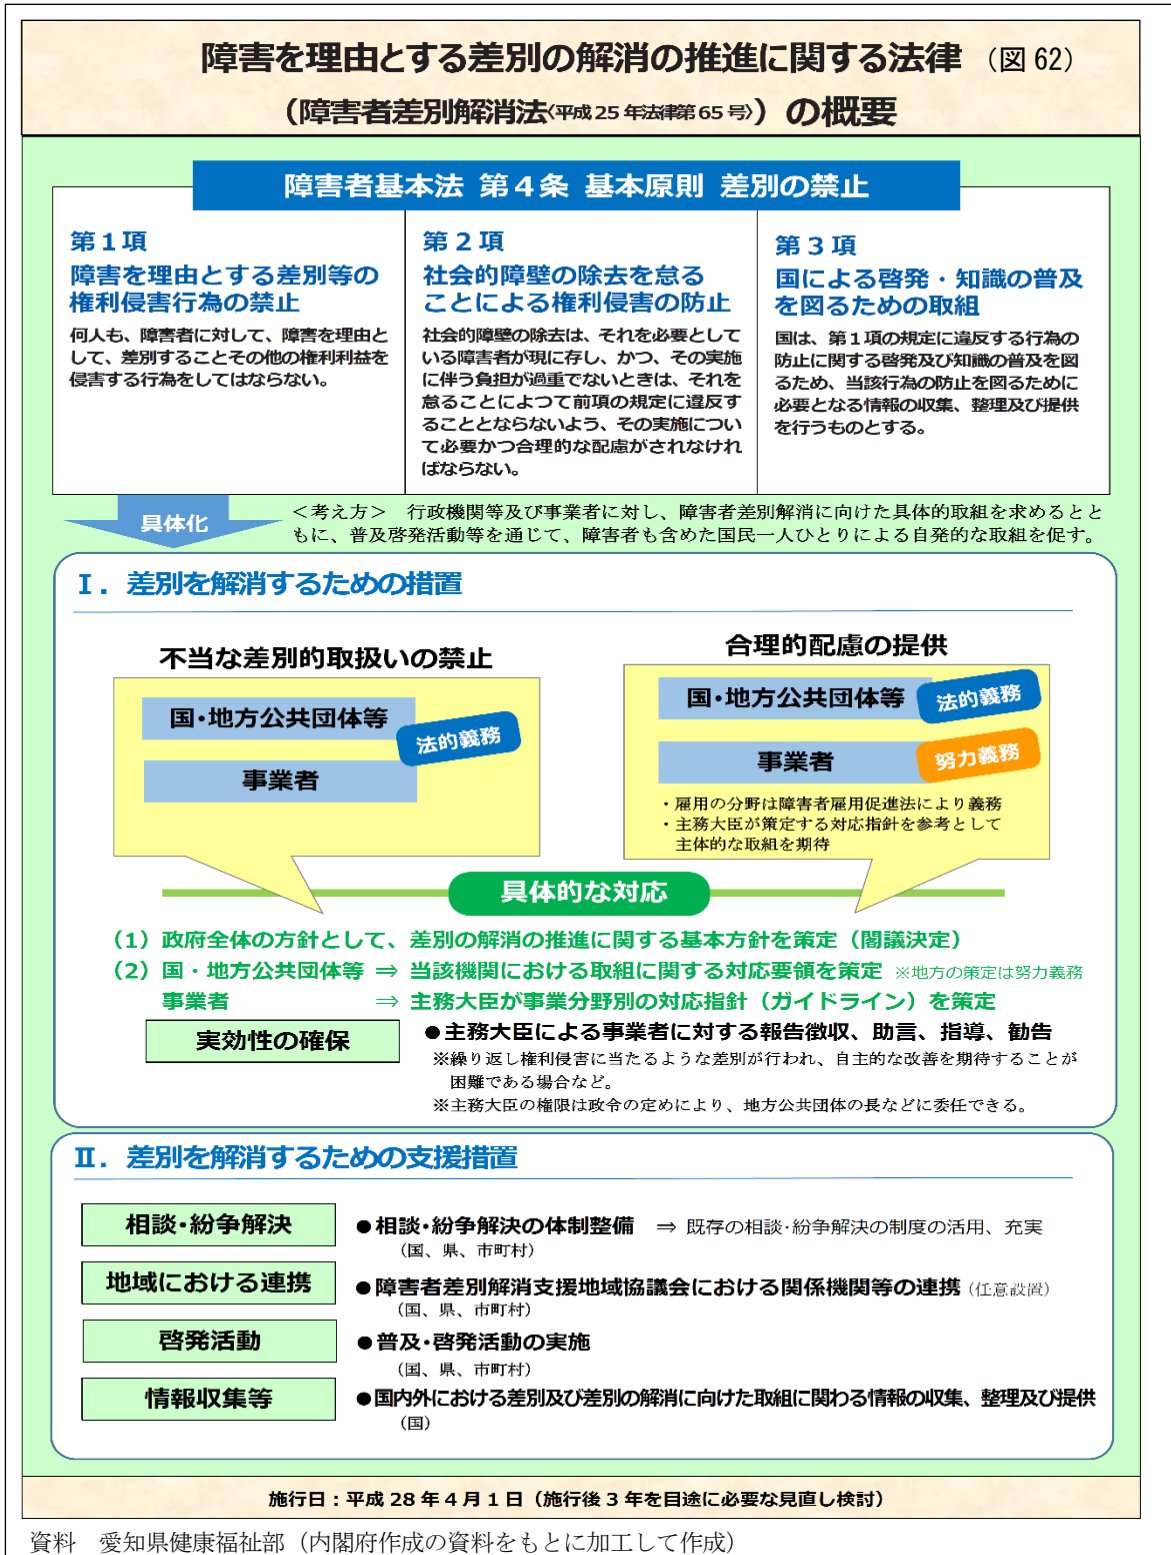 障害を理由とする差別の解消の推進に関する法律 （図 62）
（障害者差別解消法〈平成 25 年法律第 65 号〉）の概要
障害者基本法 第４条 基本原則 差別の禁止
第１項
障害を理由とする差別等の
権利侵害行為の禁止
何人も、障害者に対して、障害を理由と
して、差別することその他の権利利益を
侵害する行為をしてはならない。
第２項
社会的障壁の除去を怠る
ことによる権利侵害の防止
社会的障壁の除去は、それを必要として
いる障害者が現に存し、かつ、その実施
に伴う負担が過重でないときは、それを
怠ることによつて前項の規定に違反す
ることとならないよう、その実施につい
て必要かつ合理的な配慮がされなけれ
ばならない。
第３項
国による啓発・知識の普及
を図るための取組
国は、第１項の規定に違反する行為の
防止に関する啓発及び知識の普及を図
るため、当該行為の防止を図るために
必要となる情報の収集、整理及び提供
を行うものとする。
具体化
＜考え方＞　行政機関等及び事業者に対し、障害者差別解消に向けた具体的取組を求めるとと
もに、普及啓発活動等を通じて、障害者も含めた国民一人ひとりによる自発的な取組を促す。
Ⅰ．差別を解消するための措置
不当な差別的取扱いの禁止
国・地方公共団体等
法的義務
事業者
合理的配慮の提供
国・地方公共団体等
法的義務
事業者
努力義務
・雇用の分野は障害者雇用促進法により義務
・主務大臣が策定する対応指針を参考として
主体的な取組を期待
具体的な対応
（1）政府全体の方針として、差別の解消の推進に関する基本方針を策定（閣議決定）
（2）国・地方公共団体等 ⇒ 当該機関における取組に関する対応要領を策定 ※地方の策定は努力義務
事業者 ⇒ 主務大臣が事業分野別の対応指針（ガイドライン）を策定
実効性の確保
●主務大臣による事業者に対する報告徴収、助言、指導、勧告
※繰り返し権利侵害に当たるような差別が行われ、自主的な改善を期待することが
困難である場合など。
※主務大臣の権限は政令の定めにより、地方公共団体の長などに委任できる。
Ⅱ．差別を解消するための支援措置
相談・紛争解決
●相談・紛争解決の体制整備 ⇒ 既存の相談・紛争解決の制度の活用、充実
（国、県、市町村）
地域における連携
●障害者差別解消支援地域協議会における関係機関等の連携（任意設置）
（国、県、市町村）
啓発活動
●普及・啓発活動の実施
（国、県、市町村）
情報収集等
●国内外における差別及び差別の解消に向けた取組に関わる情報の収集、整理及び提供
（国）
施行日：平成 28 年 4 月 1 日（施行後 3 年を目途に必要な見直し検討）
資料　愛知県健康福祉部（内閣府作成の資料をもとに加工して作成）